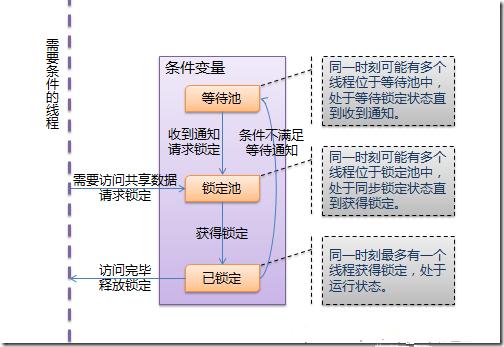 需要条件的线程
条件变量
等待池
收到通知
请求锁定
条件不满足
等待通知
需要访问共享数据
请求锁定
锁定池
获得锁定
访问完毕
释放锁定
已锁定
同一时刻可能有多个
线程位于等待池中，
处于等待锁定状态直
到收到通知。
同一时刻可能有多个
线程位于锁定池中，
处于同步锁定状态直
到获得锁定。
同一时刻最多有一个
线程获得锁定，处于
运行状态。